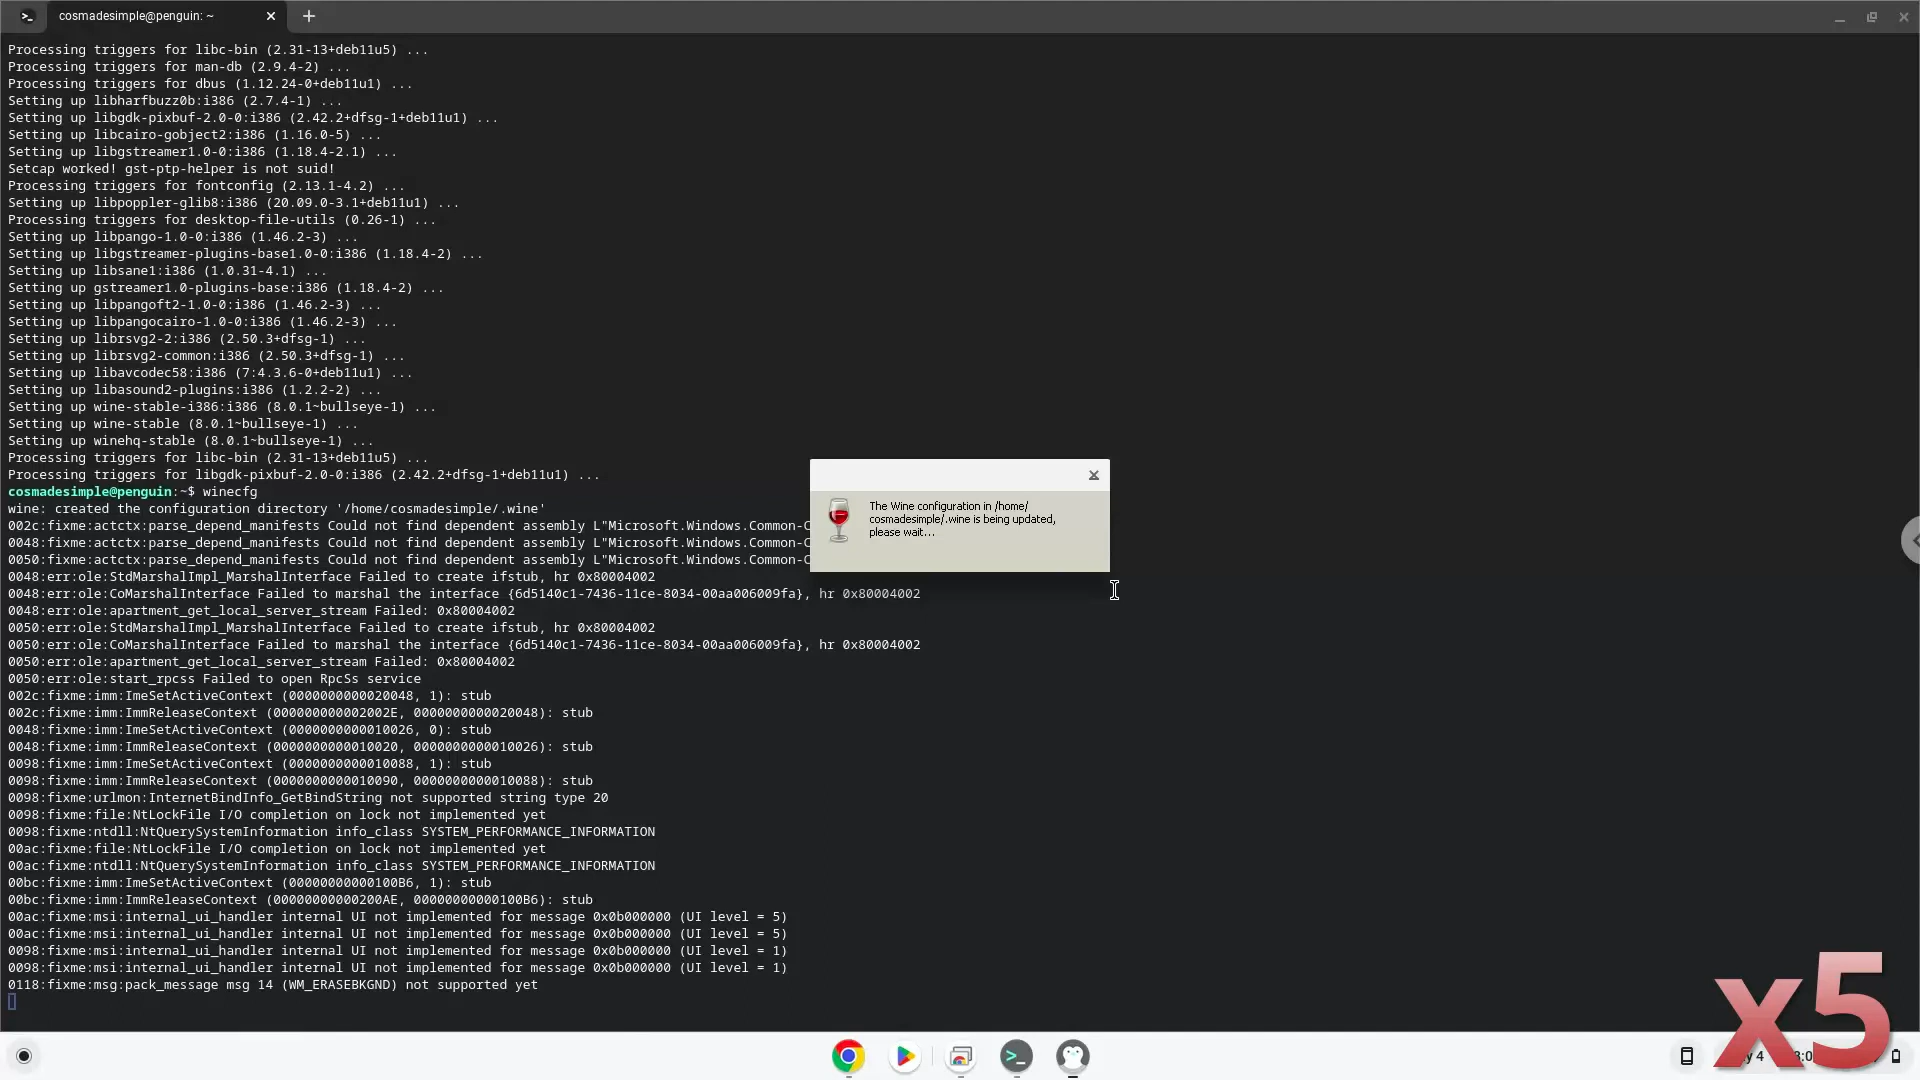 cosmadesimple@penguin: ~
Processing triggers for libc-bin (2.31-13+deb11u5) ...
Processing triggers for man-db (2.9.4-2) ...
Processing triggers for dbus (1.12.24-0+deb11u1) ...
Setting up libharfbuzz0b:i386 (2.7.4-1) ...
Setting up libgdk-pixbuf-2.0-0:i386 (2.42.2+dfsg-1+deb11u1) ...
Setting up libcairo-gobject2:i386 (1.16.0-5) ...
Setting up libgstreamer1.0-0:i386 (1.18.4-2.1) ...
Setcap worked! gst-ptp-helper is not suid!
Processing triggers for fontconfig (2.13.1-4.2) ...
Setting up libpoppler-glib8:i386 (20.09.0-3.1+deb11u1) ...
Processing triggers for desktop-file-utils (0.26-1) ...
Setting up libpango-1.0-0:i386 (1.46.2-3) ...
Setting up libgstreamer-plugins-base1.0-0:i386 (1.18.4-2) ...
Setting up libsane1:i386 (1.0.31-4.1) ...
Setting up gstreamer1.0-plugins-base:i386 (1.18.4-2) ...
Setting up libpangoft2-1.0-0:i386 (1.46.2-3) ...
Setting up libpangocairo-1.0-0:i386 (1.46.2-3) ...
Setting up librsvg2-2:i386 (2.50.3+dfsg-1) ...
Setting up librsvg2-common:i386 (2.50.3+dfsg-1) ...
Setting up libavcodec58:i386 (7:4.3.6-0+deb11u1) ...
Setting up libasound2-plugins:i386 (1.2.2-2) ...
Setting up wine-stable-i386:i386 (8.0.1~bullseye-1) ...
Setting up wine-stable (8.0.1~bullseye-1) ...
Setting up winehq-stable (8.0.1~bullseye-1) ...
Processing triggers for libc-bin (2.31-13+deb11u5) ...
Processing triggers for libgdk-pixbuf-2.0-0:i386 (2.42.2+dfsg-1+deb11u1) ...
cosmadesimple@penguin:~$ winecfg
wine: created the configuration directory '/home/cosmadesimple/.wine'
002c:fixme:actctx:parse_depend_manifests Could not find dependent assembly L"Microsoft.Windows.Common-C
0048:fixme:actctx:parse_depend_manifests Could not find dependent assembly L"Microsoft.Windows.Common-C
0050:fixme:actctx:parse_depend_manifests Could not find dependent assembly L"Microsoft.Windows.Common-C
0048:err:ole:StdMarshalImpl_MarshalInterface Failed to create ifstub, hr 0x80004002
0048:err:ole:CoMarshalInterface Failed to marshal the interface {6d5140c1-7436-11ce-8034-00aa006009fa}, hr 0x80004002
0048:err:ole:apartment_get_local_server_stream Failed: 0x80004002
0050:err:ole:StdMarshalImpl_MarshalInterface Failed to create ifstub, hr 0x80004002
0050:err:ole:CoMarshalInterface Failed to marshal the interface {6d5140c1-7436-11ce-8034-00aa006009fa}, hr 0x80004002
0050:err:ole:apartment_get_local_server_stream Failed: 0x80004002
0050:err:ole:start_rpcss Failed to open RpcSs service
002c:fixme:imm:ImeSetActiveContext (0000000000020048, 1): stub
002c:fixme:imm:ImmReleaseContext (000000000002002E, 0000000000020048): stub
0048:fixme:imm:ImeSetActiveContext (0000000000010026, 0): stub
0048:fixme:imm:ImmReleaseContext (0000000000010020, 0000000000010026): stub
0098:fixme:imm:ImeSetActiveContext (0000000000010088, 1): stub
0098:fixme:imm:ImmReleaseContext (0000000000010090, 0000000000010088): stub
0098:fixme:urlmon:InternetBindInfo_GetBindString not supported string type 20
0098:fixme:file:NtLockFile I/O completion on lock not implemented yet
0098:fixme:ntdll:NtQuerySystemInformation info_class SYSTEM_PERFORMANCE_INFORMATION
00ac:fixme:file:NtLockFile I/O completion on lock not implemented yet
00ac:fixme:ntdll:NtQuerySystemInformation info_class SYSTEM_PERFORMANCE_INFORMATION
00bc:fixme:imm:ImeSetActiveContext (00000000000100B6, 1): stub
00bc:fixme:imm:ImmReleaseContext (00000000000200AE, 00000000000100B6): stub
00ac:fixme:msi:internal_ui_handler internal UI not implemented for message 0x0b000000 (UI level = 5)
00ac:fixme:msi:internal_ui_handler internal UI not implemented for message 0x0b000000 (UI level = 5)
0098:fixme:msi:internal_ui_handler internal UI not implemented for message 0x0b000000 (UI level = 1)
0098:fixme:msi:internal_ui_handler internal UI not implemented for message 0x0b000000 (UI level = 1)
0118:fixme:msg:pack_message msg 14 (WM_ERASEBKGND) not supported yet
The Wine configuration in /home/
cosmadesimple/.wine is being updated,
please wait...
x5